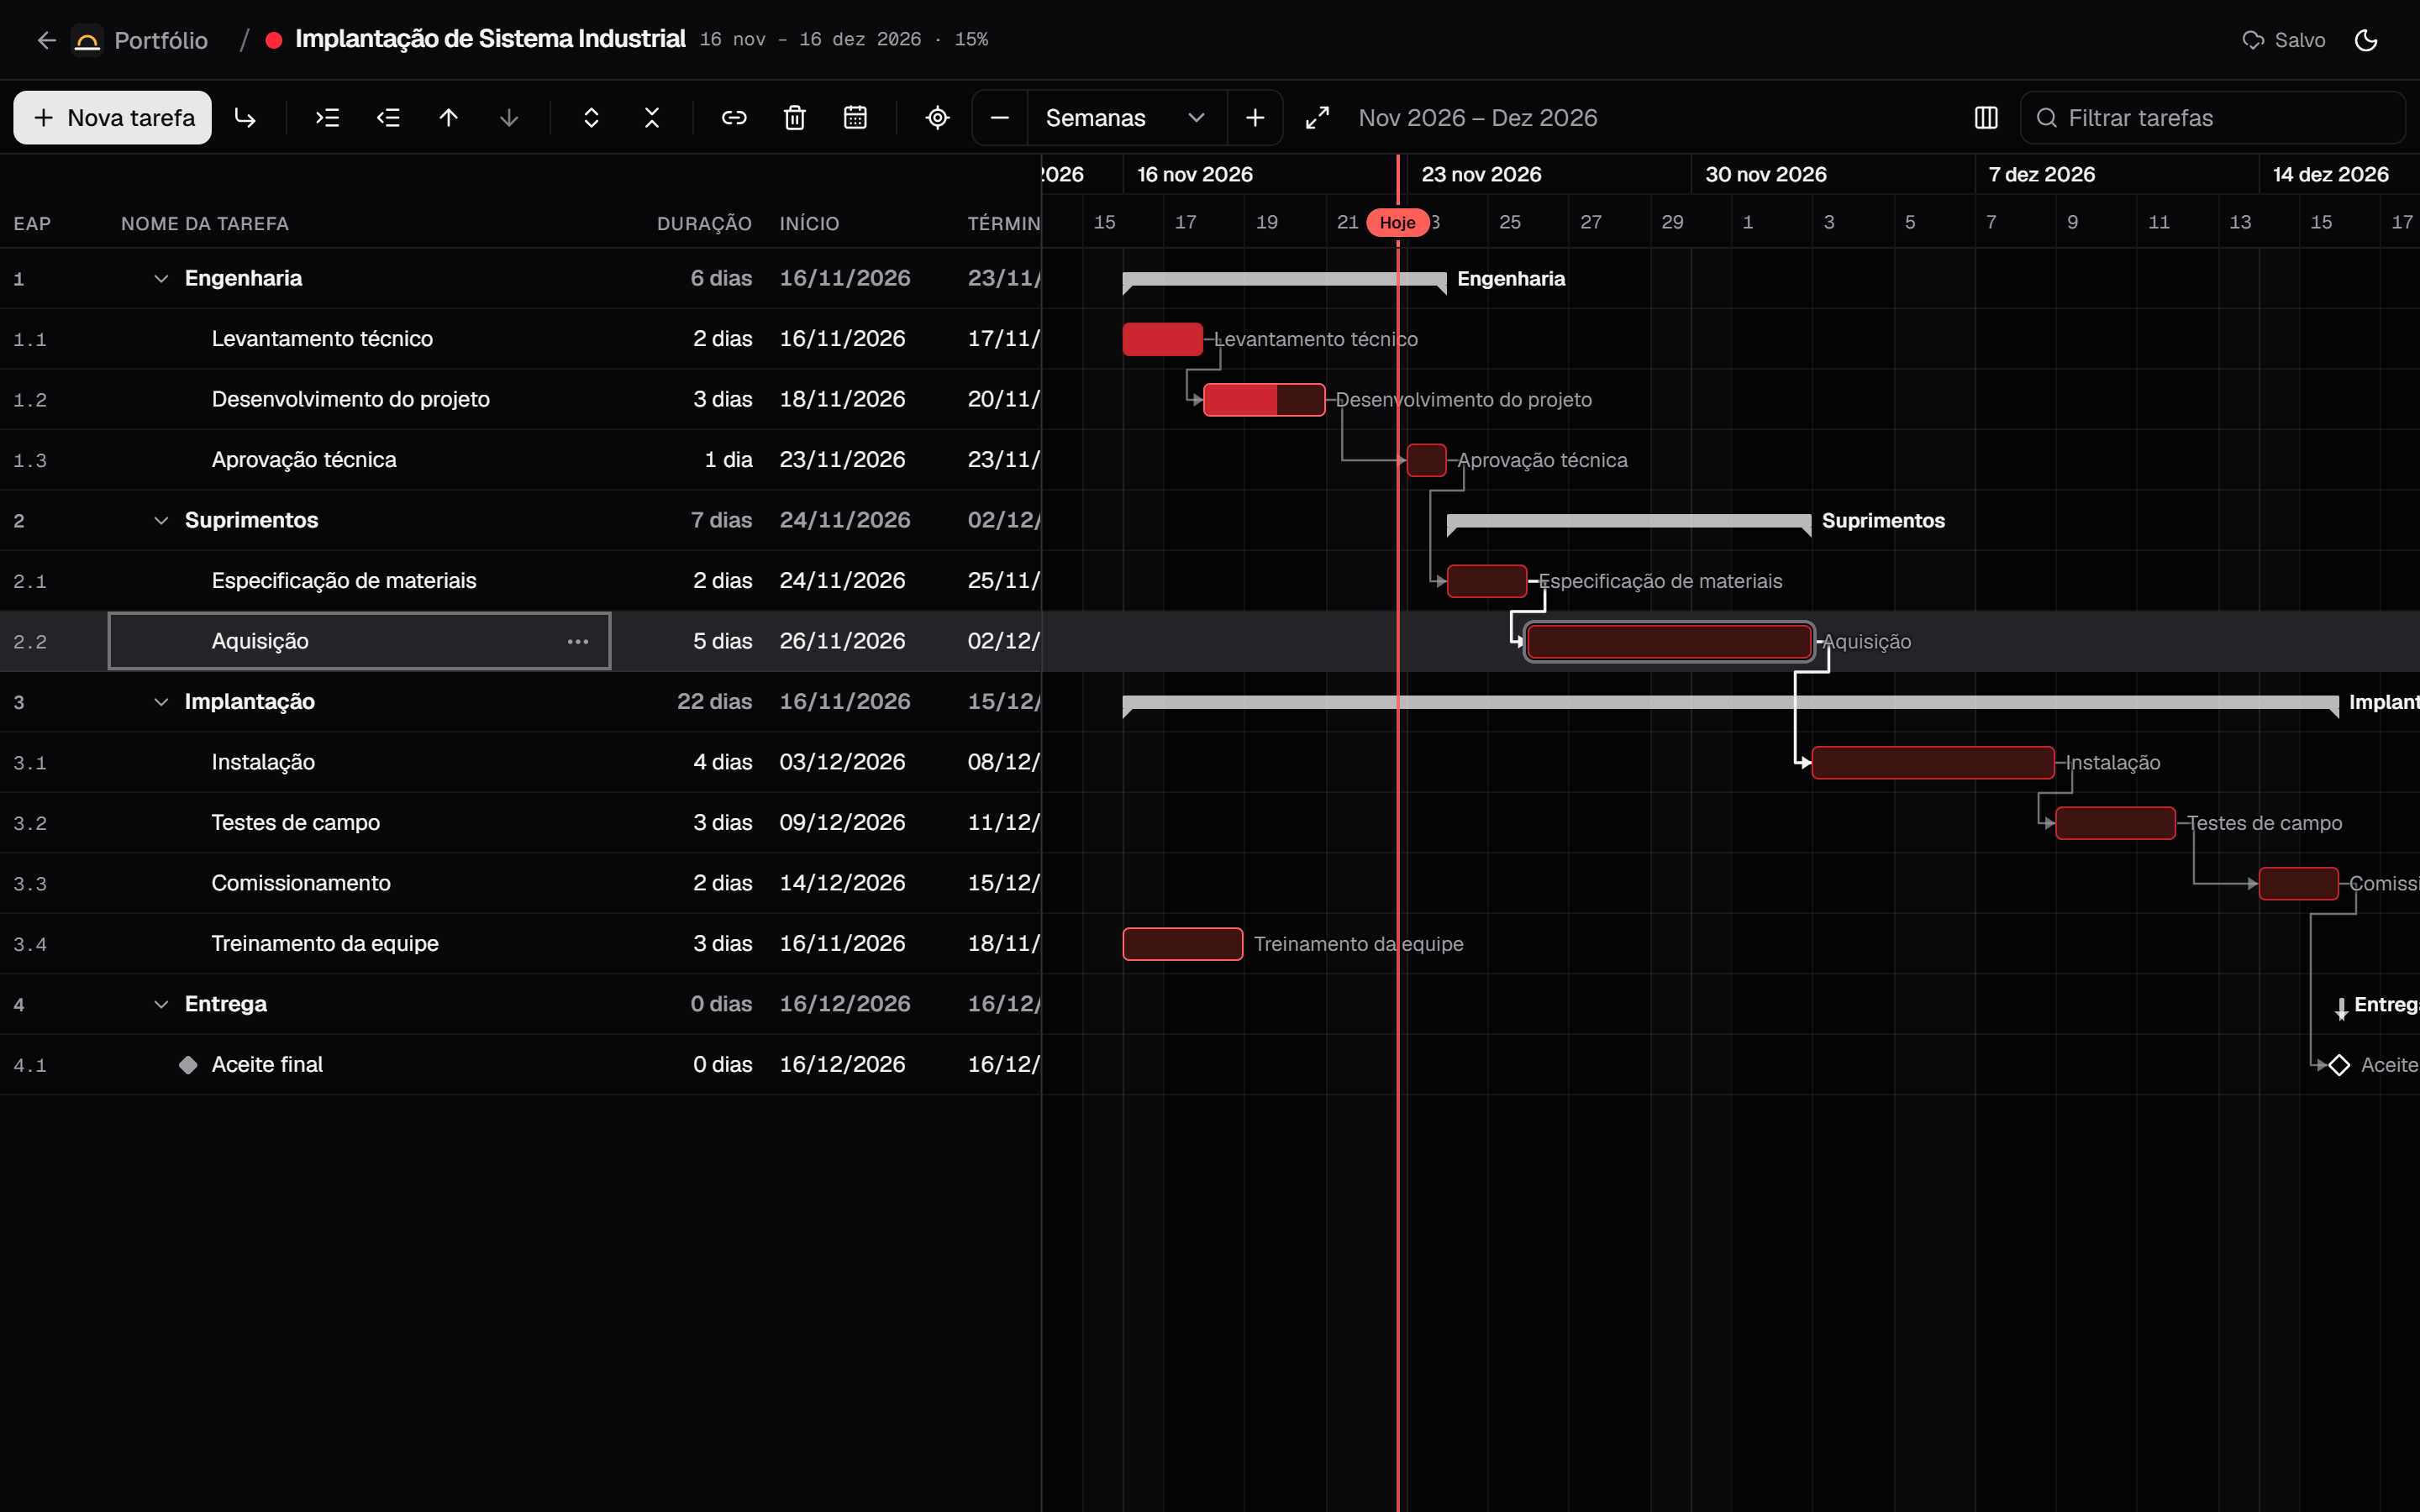 Portfólio / Implantação de Sistema Industrial 16 nov – 16 dez 2026 · 15% Salvo
Nova tarefa Semanas Nov 2026 – Dez 2026 Filtrar tarefas
2026 16 nov 2026 23 nov 2026 30 nov 2026 7 dez 2026 14 dez 2026
EAP NOME DA TAREFA DURAÇÃO INÍCIO TÉRMIN 15 17 19 21 Hoje 3 25 27 29 1 3 5 7 9 11 13 15 17
1 Engenharia 6 dias 16/11/2026 23/11/ Engenharia
1.1 Levantamento técnico 2 dias 16/11/2026 17/11/ Levantamento técnico
1.2 Desenvolvimento do projeto 3 dias 18/11/2026 20/11/ Desenvolvimento do projeto
1.3 Aprovação técnica 1 dia 23/11/2026 23/11/ Aprovação técnica
2 Suprimentos 7 dias 24/11/2026 02/12/ Suprimentos
2.1 Especificação de materiais 2 dias 24/11/2026 25/11/ Especificação de materiais
2.2 Aquisição 5 dias 26/11/2026 02/12/ Aquisição
3 Implantação 22 dias 16/11/2026 15/12/ Implant
3.1 Instalação 4 dias 03/12/2026 08/12/ Instalação
3.2 Testes de campo 3 dias 09/12/2026 11/12/ Testes de campo
3.3 Comissionamento 2 dias 14/12/2026 15/12/ Comissi
3.4 Treinamento da equipe 3 dias 16/11/2026 18/11/ Treinamento da equipe
4 Entrega 0 dias 16/12/2026 16/12/ Entreg
4.1 Aceite final 0 dias 16/12/2026 16/12/ Aceite